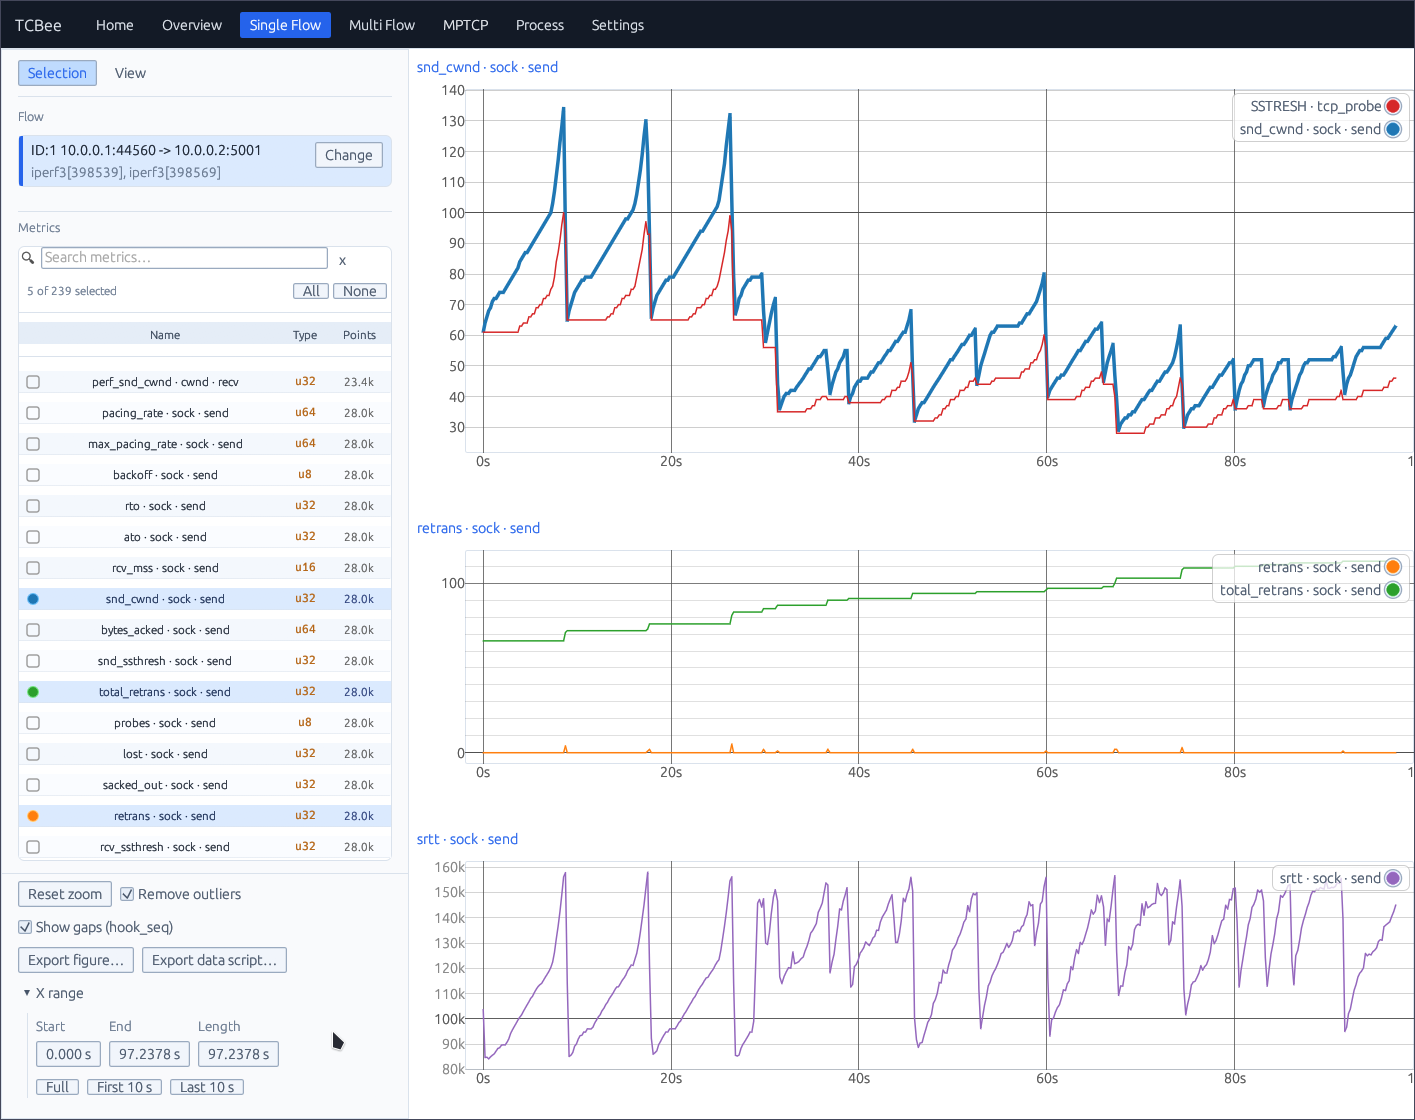 TCBee Home Overview Single Flow Multi Flow MPTCP Process Settings
Selection View
Flow
ID:1 10.0.0.1:44560 -> 10.0.0.2:5001
iperf3[398539], iperf3[398569]
Change
Metrics
Search metrics... x
5 of 239 selected All None
Name Type Points
perf_snd_cwnd · cwnd · recv u32 23.4k
pacing_rate · sock · send u64 28.0k
max_pacing_rate · sock · send u64 28.0k
backoff · sock · send u8 28.0k
rto · sock · send u32 28.0k
ato · sock · send u32 28.0k
rcv_mss · sock · send u16 28.0k
snd_cwnd · sock · send u32 28.0k
bytes_acked · sock · send u64 28.0k
snd_ssthresh · sock · send u32 28.0k
total_retrans · sock · send u32 28.0k
probes · sock · send u8 28.0k
lost · sock · send u32 28.0k
sacked_out · sock · send u32 28.0k
retrans · sock · send u32 28.0k
rcv_ssthresh · sock · send u32 28.0k
Reset zoom Remove outliers
Show gaps (hook_seq)
Export figure... Export data script...
▼ X range
Start End Length
0.000 s 97.2378 s 97.2378 s
Full First 10 s Last 10 s
snd_cwnd · sock · send
140
130
120
110
100
90
80
70
60
50
40
30
0s 20s 40s 60s 80s 1
SSTRESH · tcp_probe
snd_cwnd · sock · send
retrans · sock · send
100
0
0s 20s 40s 60s 80s 1
retrans · sock · send
total_retrans · sock · send
srtt · sock · send
160k
150k
140k
130k
120k
110k
100k
90k
80k
0s 20s 40s 60s 80s 1
srtt · sock · send